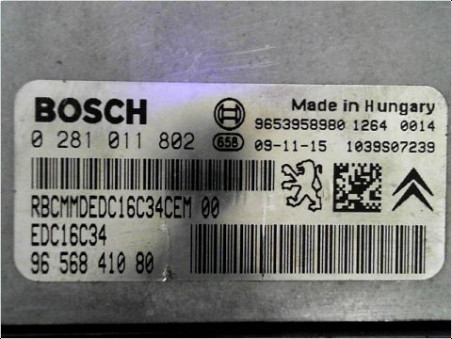 BOSCH
Made in Hungary
9653958980 1264 0014
0 281 011 802
658
09-11-15 1039S07239
RBCMMDEDC16C34CEM 00
EDC16C34
96 568 410 80